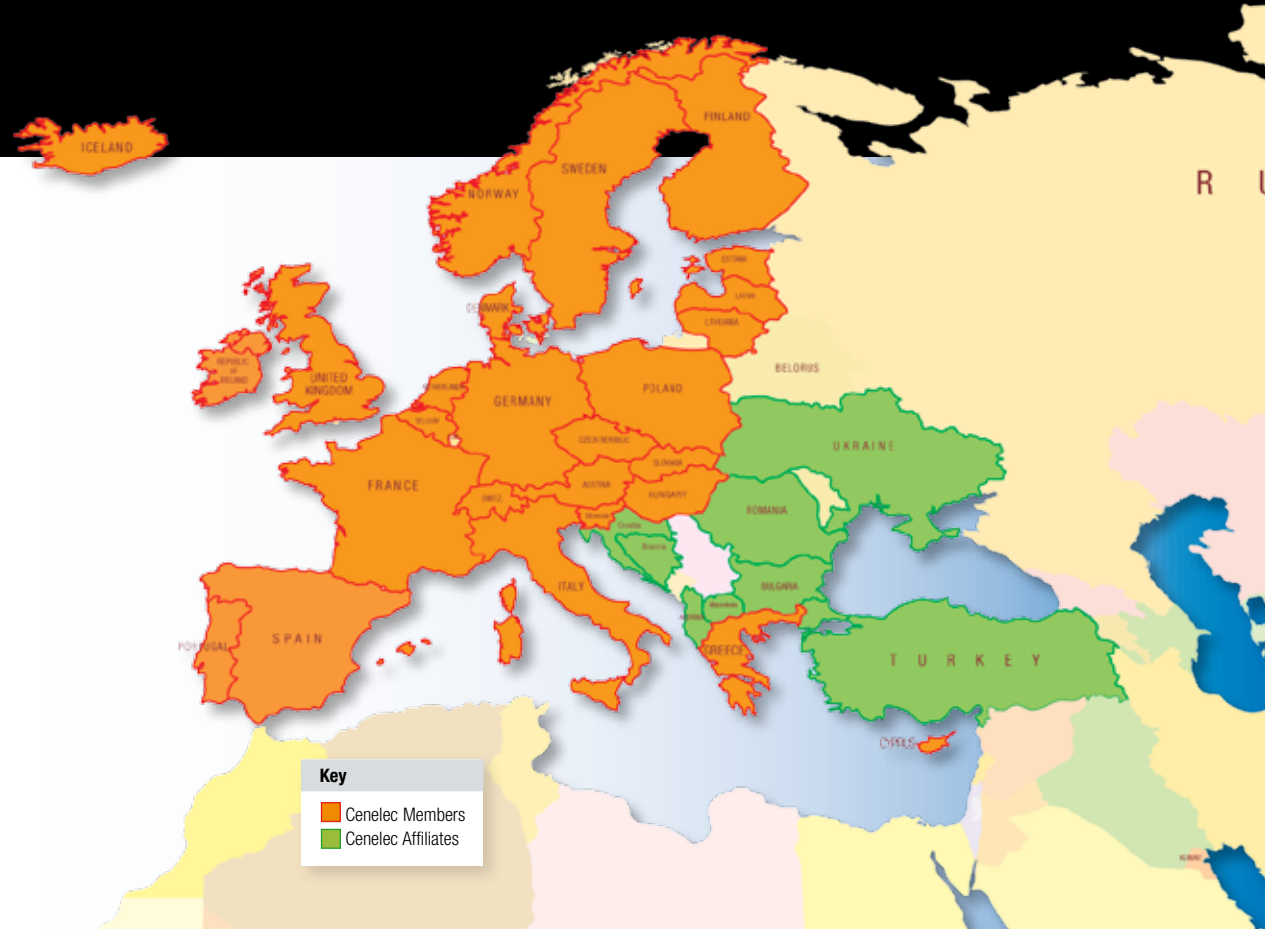 ICELAND
FINLAND
SWEDEN
NORWAY
R U
ESTONIA
LATVIA
DENMARK
LITHUANIA
REPUBLIC
OF
IRELAND
UNITED
KINGDOM
NETHERLANDS
BELORUS
POLAND
GERMANY
BELGIUM
CZECH REPUBLIC
UKRAINE
SLOVAKIA
FRANCE
AUSTRIA
SWITZ.
HUNGARY
ROMANIA
Slovenia
Croatia
Bosnia
ITALY
BULGARIA
Macedonia
PORTUGAL
SPAIN
GREECE
TURKEY
CYPRUS
Key
Cenelec Members
Cenelec Affiliates
KUWAIT